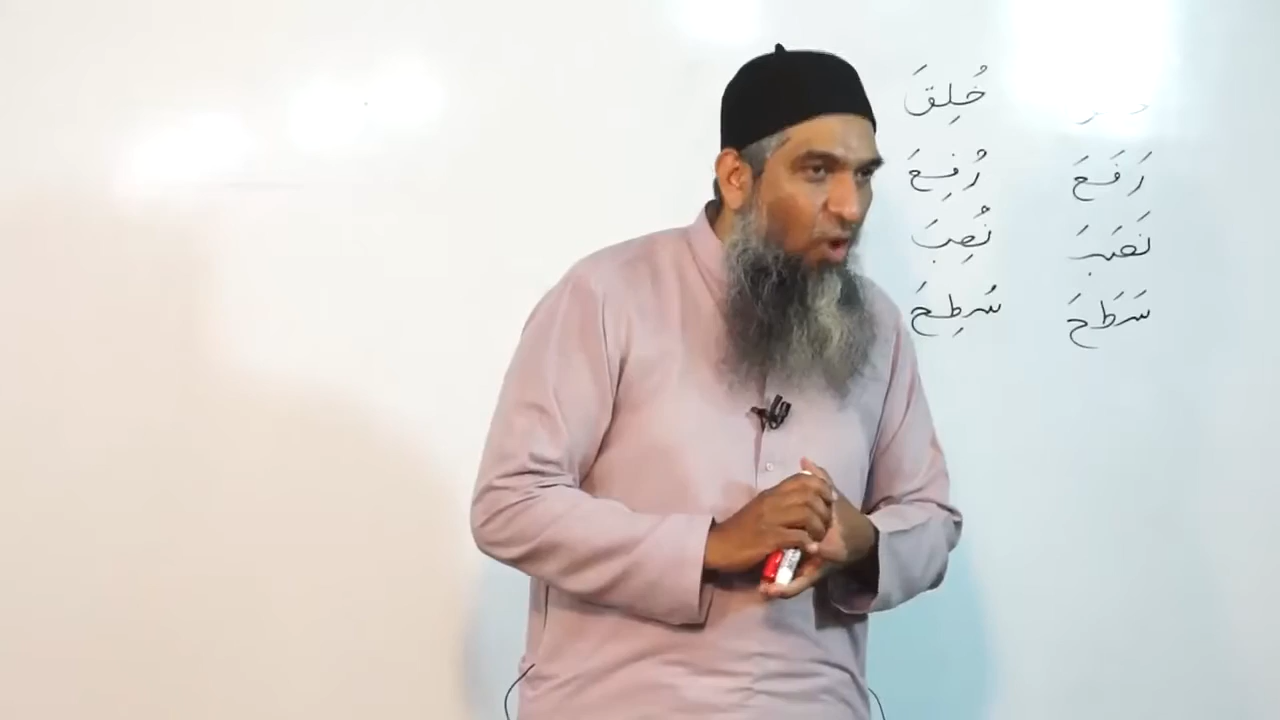 خُلِقَ
رَفَعَ رُفِعَ
نَصَبَ نُصِبَ
سَطَحَ سُطِحَ